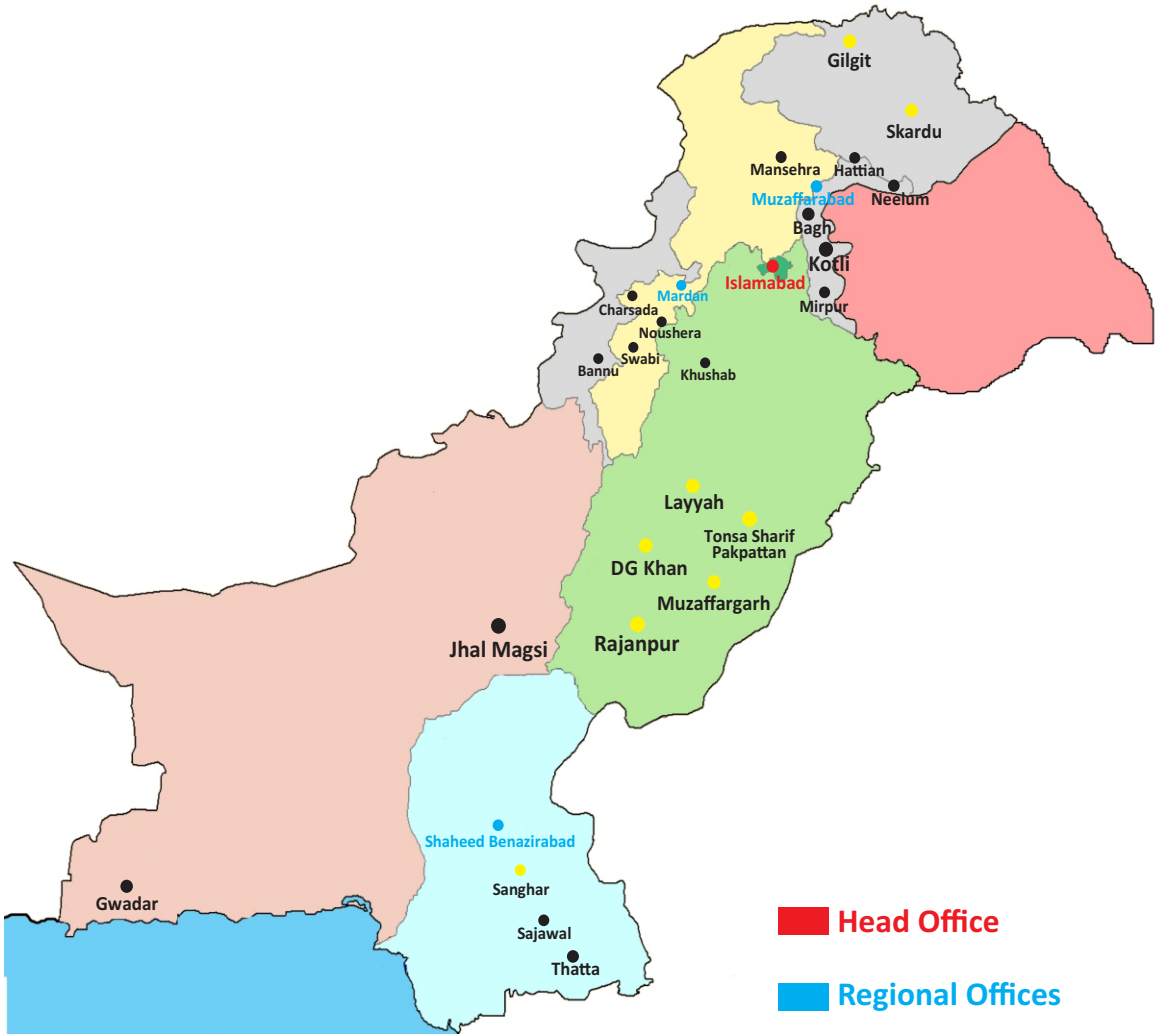 Gilgit
Skardu
Mansehra
Hattian
Muzaffarabad
Neelum
Bagh
Kotli
Islamabad
Mardan
Mirpur
Charsada
Noushera
Swabi
Bannu
Khushab
Layyah
Tonsa Sharif
Pakpattan
DG Khan
Muzaffargarh
Rajanpur
Jhal Magsi
Shaheed Benazirabad
Sanghar
Gwadar
Sajawal
Thatta
Head Office
Regional Offices